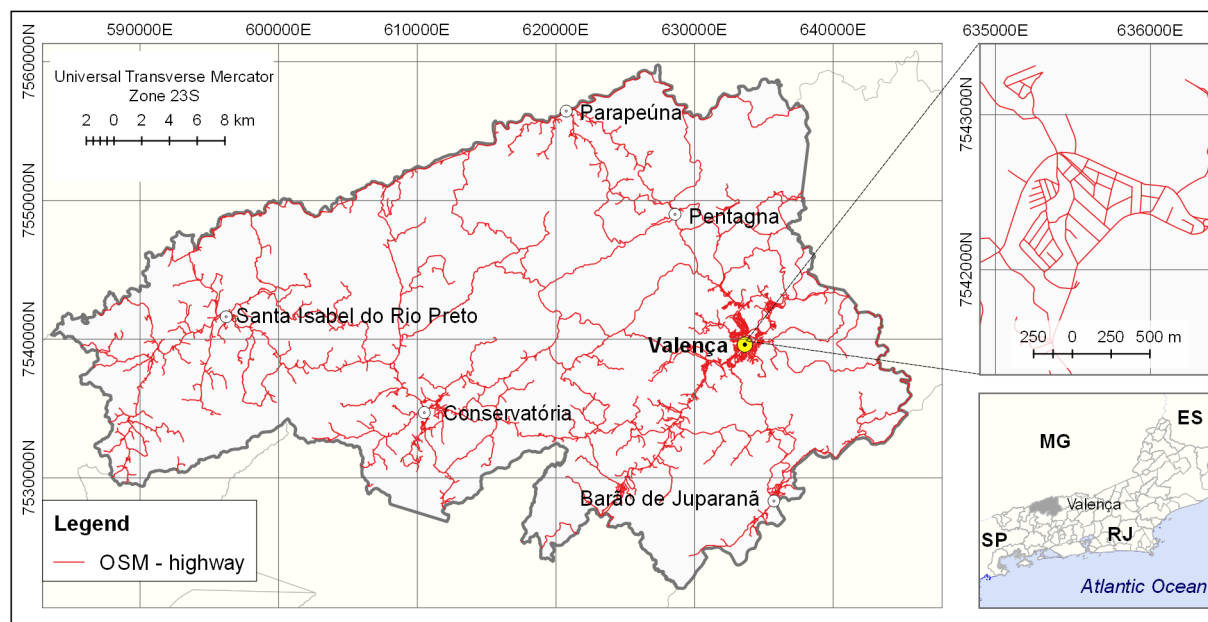 590000E 600000E 610000E 620000E 630000E 640000E
635000E 636000E
7560000N
7550000N
7540000N
7530000N
Universal Transverse Mercator
Zone 23S
2 0 2 4 6 8 km
Parapeúna
Pentagna
Santa Isabel do Rio Preto
Valença
Conservatória
Barão de Juparanã
Legend
OSM - highway
7543000N
7542000N
250 0 250 500 m
ES
MG
Valença
SP
RJ
Atlantic Ocean